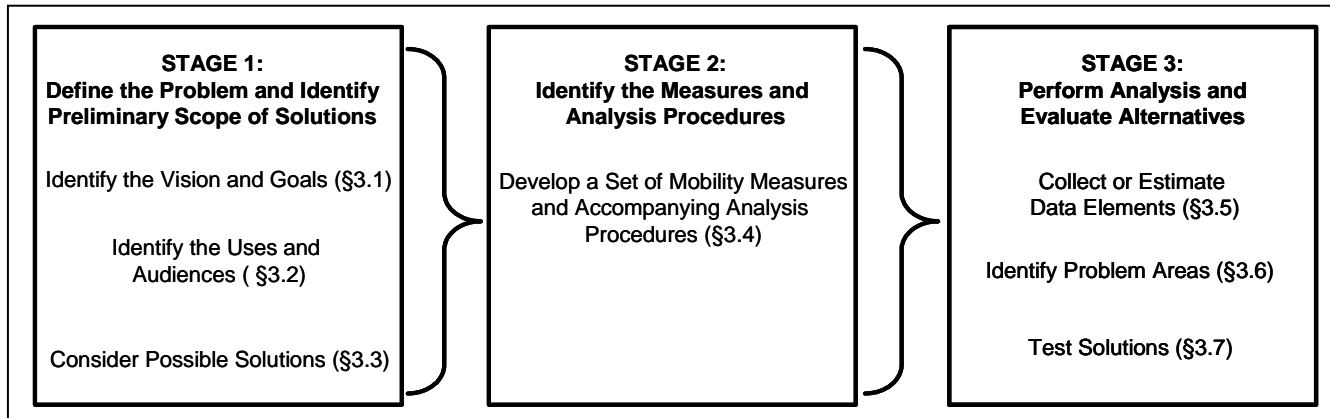 STAGE 1:
Define the Problem and Identify
Preliminary Scope of Solutions
Identify the Vision and Goals (§3.1)
Identify the Uses and
Audiences ( §3.2)
Consider Possible Solutions (§3.3)
STAGE 2:
Identify the Measures and
Analysis Procedures
Develop a Set of Mobility Measures
and Accompanying Analysis
Procedures (§3.4)
STAGE 3:
Perform Analysis and
Evaluate Alternatives
Collect or Estimate
Data Elements (§3.5)
Identify Problem Areas (§3.6)
Test Solutions (§3.7)